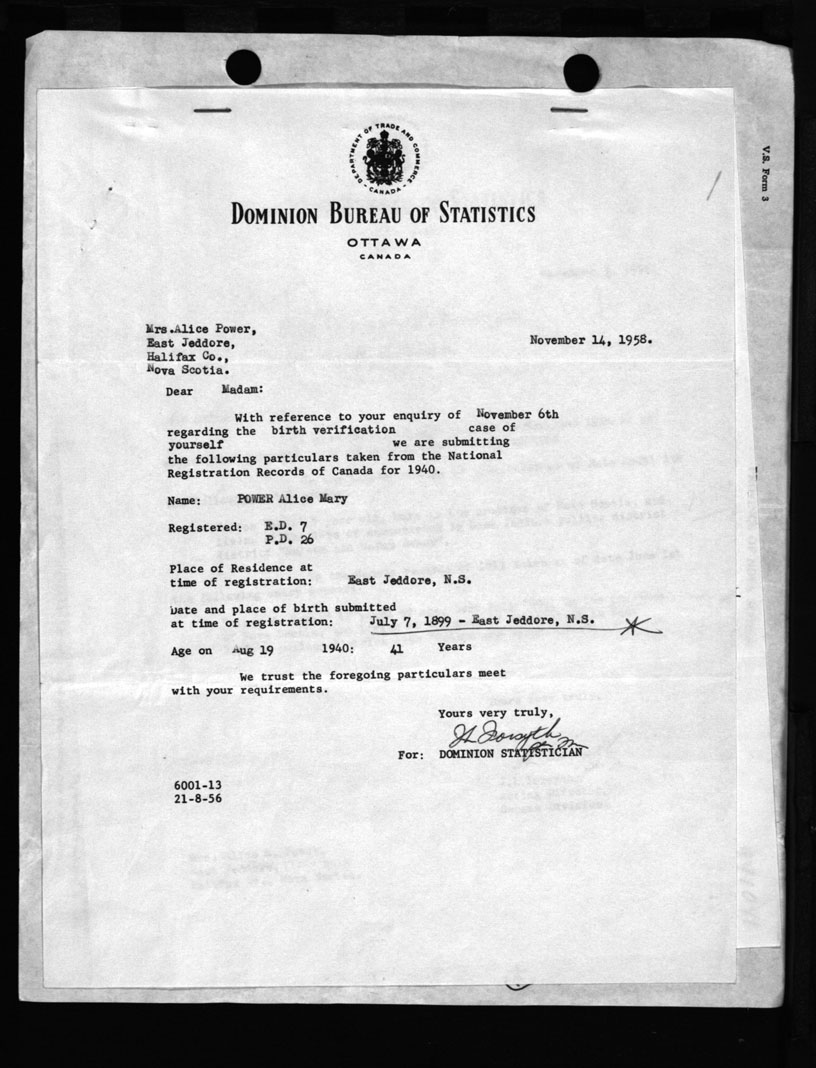 DEPARTMENT OF TRADE AND COMMERCE
CANADA
V.S. Form 3
DOMINION BUREAU OF STATISTICS
OTTAWA
CANADA
Mrs.Alice Power,
East Jeddore,
Halifax Co.,
Nova Scotia.
November 14, 1958.
Dear Madam:
With reference to your enquiry of November 6th
regarding the birth verification case of
yourself we are submitting
the following particulars taken from the National
Registration Records of Canada for 1940.
Name: POWER Alice Mary
Registered: E.D. 7
P.D. 26
Place of Residence at
time of registration: East Jeddore, N.S.
Date and place of birth submitted
at time of registration: July 7, 1899 - East Jeddore, N.S.
Age on Aug 19 1940: 41 Years
We trust the foregoing particulars meet
with your requirements.
Yours very truly,
Forsyth
For: DOMINION STATISTICIAN
6001-13
21-8-56